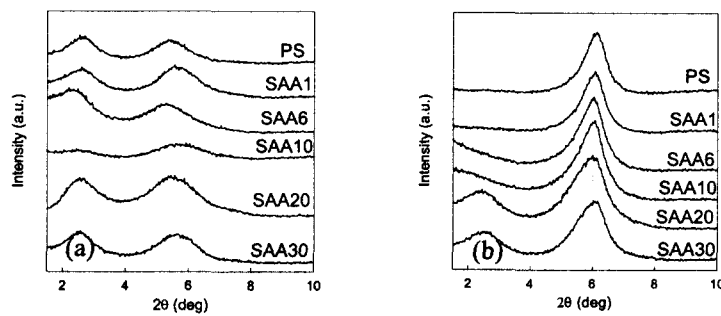 Intensity (a.u.)
PS
SAA1
SAA6
SAA10
SAA20
SAA30
(a)
2 4 6 8 10
2θ (deg)
Intensity (a.u.)
PS
SAA1
SAA6
SAA10
SAA20
SAA30
(b)
2 4 6 8 10
2θ (deg)